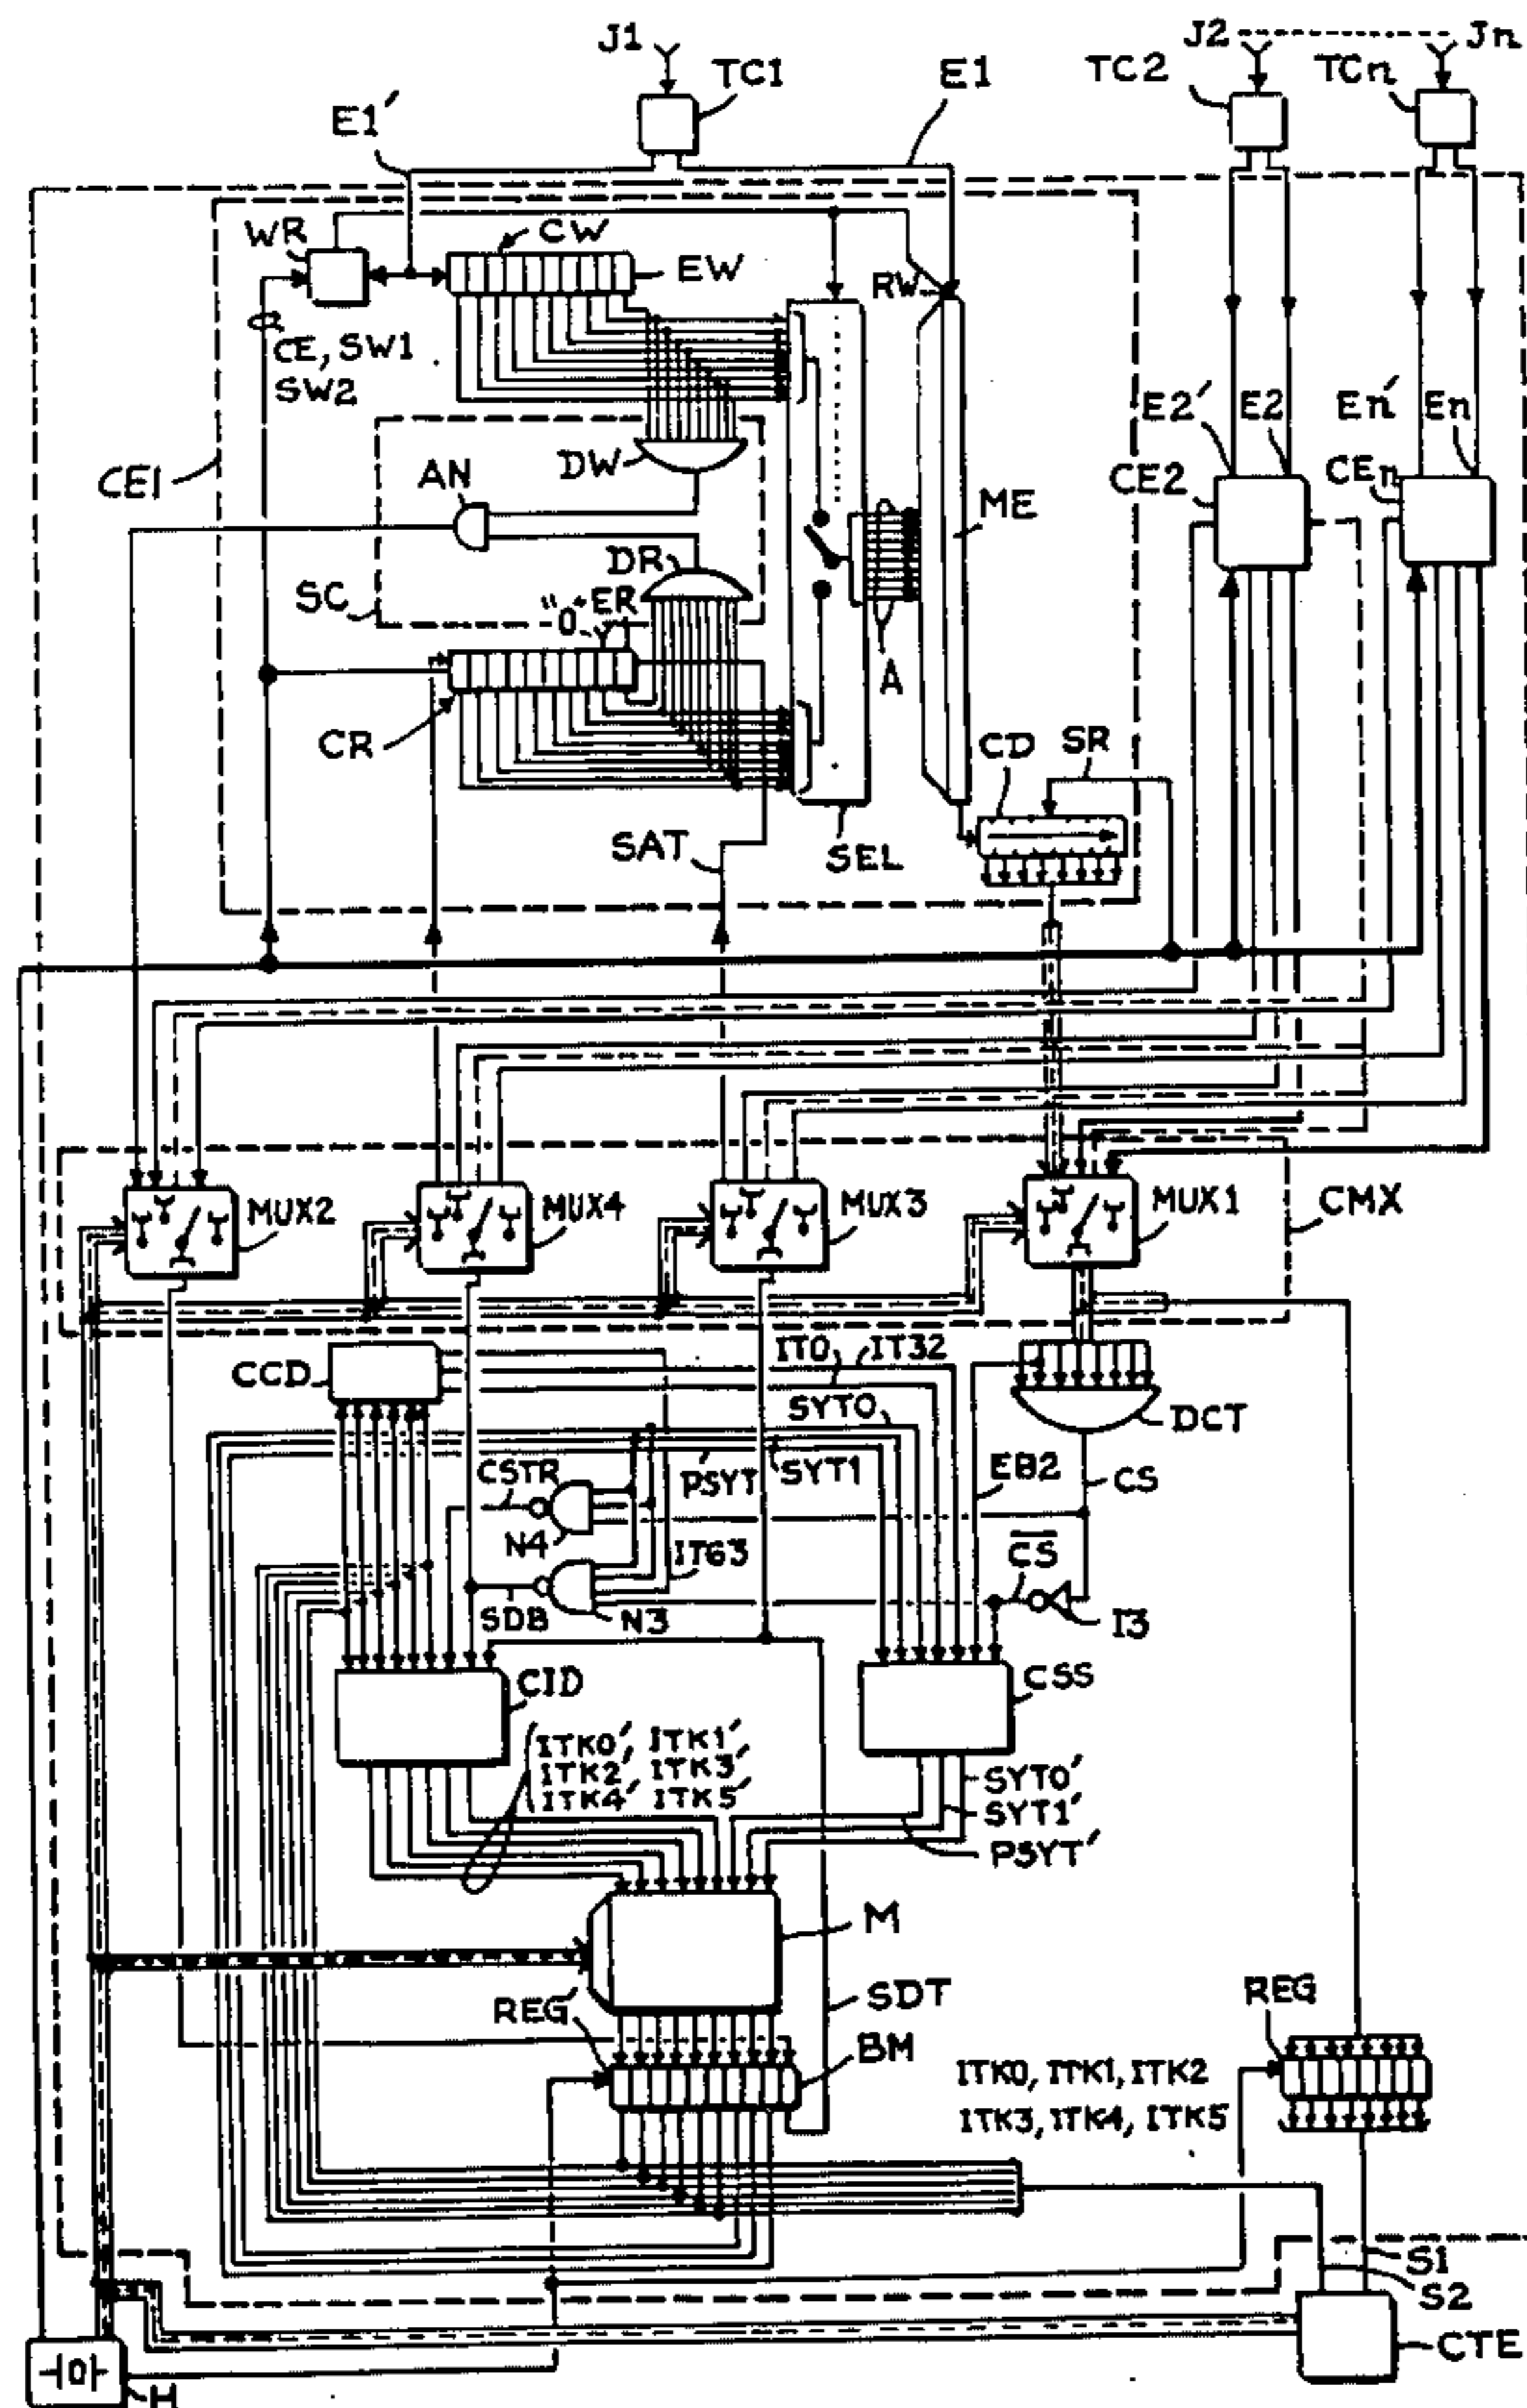 J1
TC1
E1
J2
Jn
TC2
TCn
E1'
WR
CW
EW
RW
CE, SW1
SW2
E2'
E2
En'
En
CE1
AN
DW
CE2
CEn
ME
SC
DR
"0"
ER
A
CR
CD
SR
SAT
SEL
MUX2
MUX4
MUX3
MUX1
CMX
CCD
IT0
IT32
SYT0
DCT
CSTR
PSYT
SYT1
EB2
CS
N4
IT63
CS
SDB
N3
I3
CID
CSS
ITK0' ITK1'
ITK2' ITK3'
ITK4' ITK5'
SYT0'
SYT1'
PSYT'
M
REG'
SDT
REG
BM
ITK0, ITK1, ITK2
ITK3, ITK4, ITK5
S1
S2
CTE
H